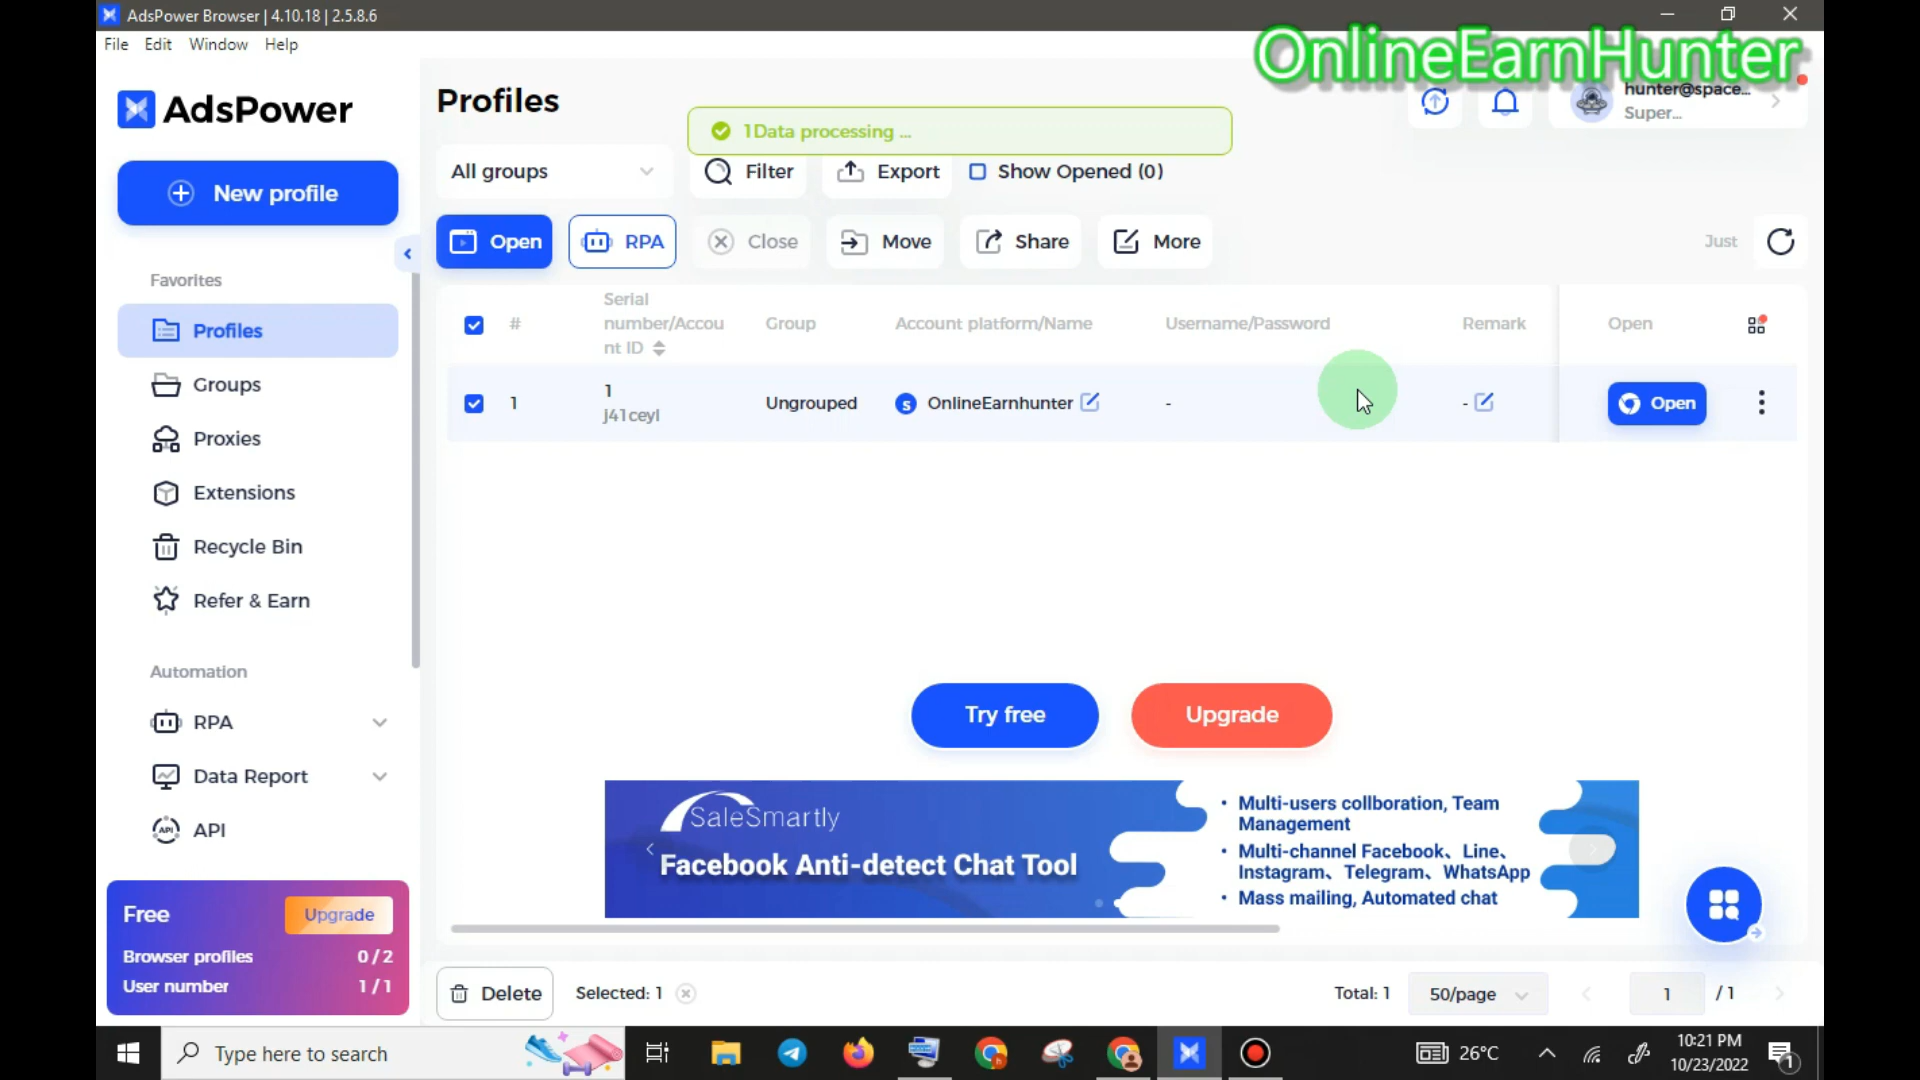 AdsPower Browser | 4.10.18 | 2.5.8.6
File Edit Window Help
OnlineEarnHunter
AdsPower
Profiles
1Data processing ...
hunter@space...
Super...
New profile
All groups
Filter
Export
Show Opened (0)
Open
RPA
Close
Move
Share
More
Just
Favorites
Profiles
Groups
Proxies
Extensions
Recycle Bin
Refer & Earn
Automation
RPA
Data Report
API
API
#
Serial
number/Accou
nt ID
Group
Account platform/Name
Username/Password
Remark
Open
1
1
j41ceyl
Ungrouped
s
OnlineEarnhunter
-
-
Open
Try free
Upgrade
SaleSmartly
Facebook Anti-detect Chat Tool
• Multi-users collboration, Team
Management
• Multi-channel Facebook、Line、
Instagram、Telegram、WhatsApp
• Mass mailing, Automated chat
Free
Upgrade
Browser profiles 0 / 2
User number 1 / 1
Delete
Selected: 1
Total: 1
50/page
1
/ 1
Type here to search
26°C
10:21 PM
10/23/2022
1